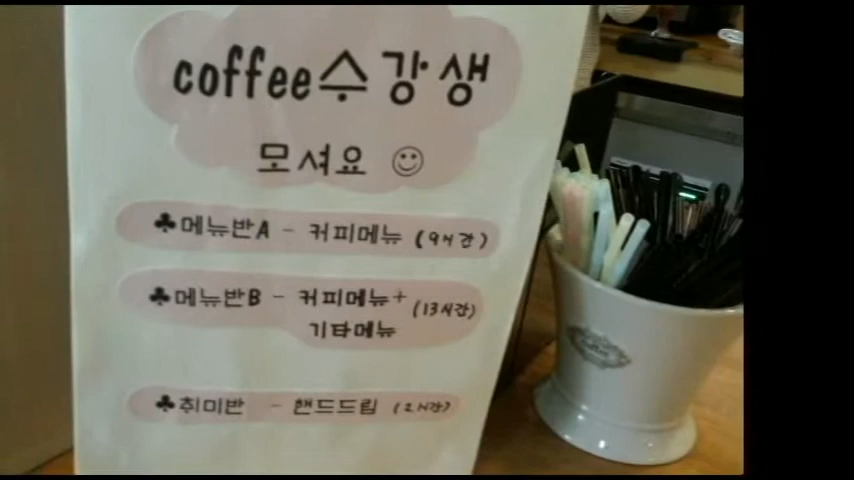 coffee수강생
모셔요 ☺
♣메뉴반A - 커피메뉴 (9시간)
♣메뉴반B - 커피메뉴+ (13시간)
기타메뉴
♣취미반 - 핸드드립 (2시간)